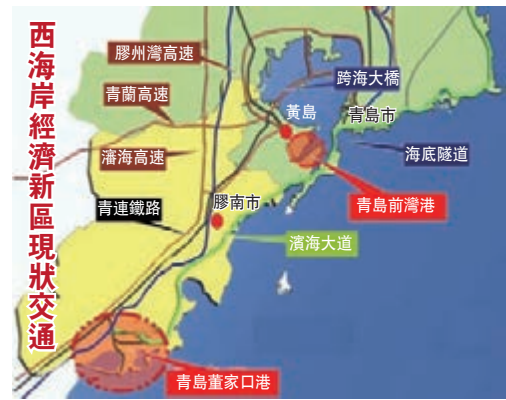 西海岸經濟新區現狀交通
膠州灣高速
跨海大橋
青蘭高速
黃島
青島市
瀋海高速
海底隧道
青連鐵路
膠南市
青島前灣港
濱海大道
青島董家口港